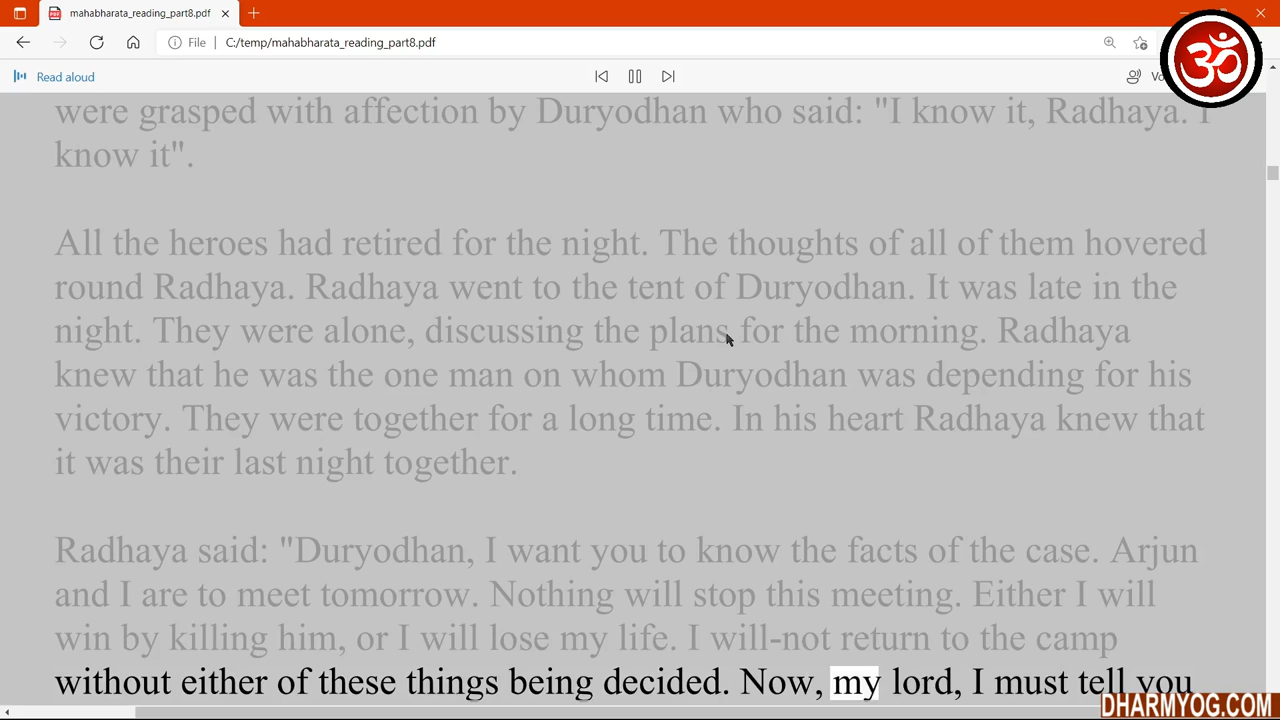 mahabharata_reading_part8.pdf
File
C:/temp/mahabharata_reading_part8.pdf
Read aloud
were grasped with affection by Duryodhan who said: "I know it, Radhaya. I
know it".
All the heroes had retired for the night. The thoughts of all of them hovered
round Radhaya. Radhaya went to the tent of Duryodhan. It was late in the
night. They were alone, discussing the plans for the morning. Radhaya
knew that he was the one man on whom Duryodhan was depending for his
victory. They were together for a long time. In his heart Radhaya knew that
it was their last night together.
Radhaya said: "Duryodhan, I want you to know the facts of the case. Arjun
and I are to meet tomorrow. Nothing will stop this meeting. Either I will
win by killing him, or I will lose my life. I will-not return to the camp
without either of these things being decided. Now, my lord, I must tell you
DHARMYOG.COM
ॐ